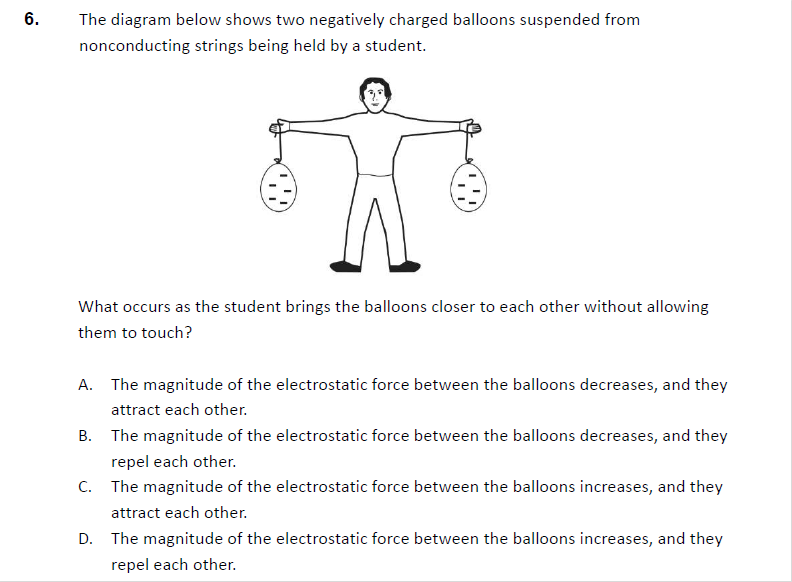 6. The diagram below shows two negatively charged balloons suspended from
nonconducting strings being held by a student.
What occurs as the student brings the balloons closer to each other without allowing
them to touch?
A. The magnitude of the electrostatic force between the balloons decreases, and they
attract each other.
B. The magnitude of the electrostatic force between the balloons decreases, and they
repel each other.
C. The magnitude of the electrostatic force between the balloons increases, and they
attract each other.
D. The magnitude of the electrostatic force between the balloons increases, and they
repel each other.